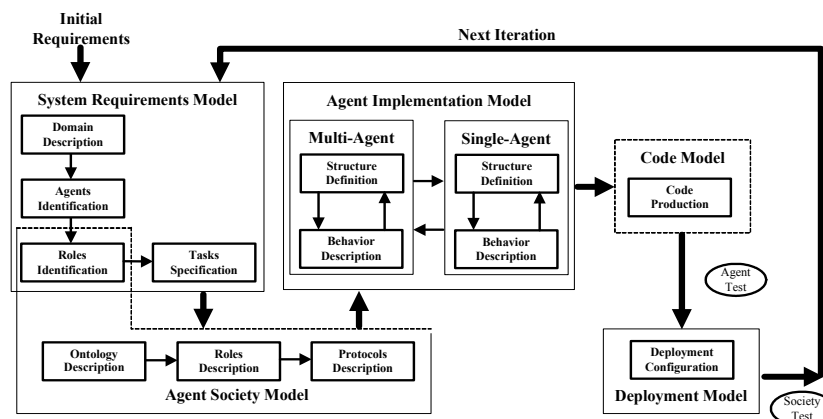 Initial
Requirements
Next Iteration
System Requirements Model
Domain
Description
Agents
Identification
Roles
Identification
Tasks
Specification
Agent Implementation Model
Multi-Agent
Structure
Definition
Behavior
Description
Single-Agent
Structure
Definition
Behavior
Description
Code Model
Code
Production
Agent
Test
Ontology
Description
Roles
Description
Protocols
Description
Agent Society Model
Deployment
Configuration
Deployment Model
Society
Test